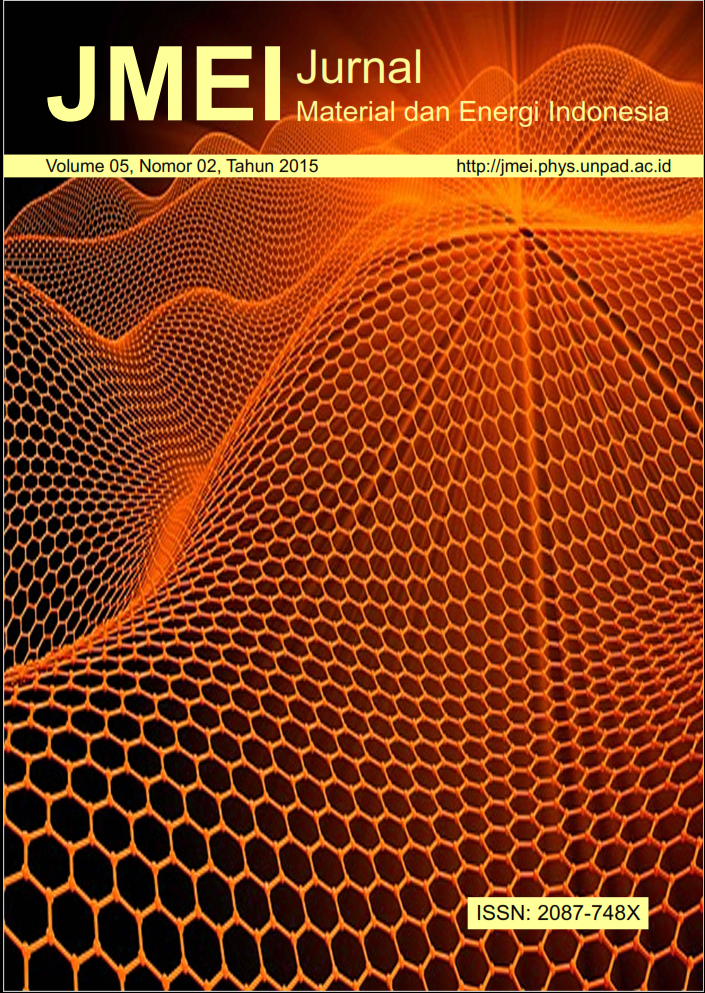 JMEI Jurnal
Material dan Energi Indonesia
Volume 05, Nomor 02, Tahun 2015
http://jmei.phys.unpad.ac.id
ISSN: 2087-748X